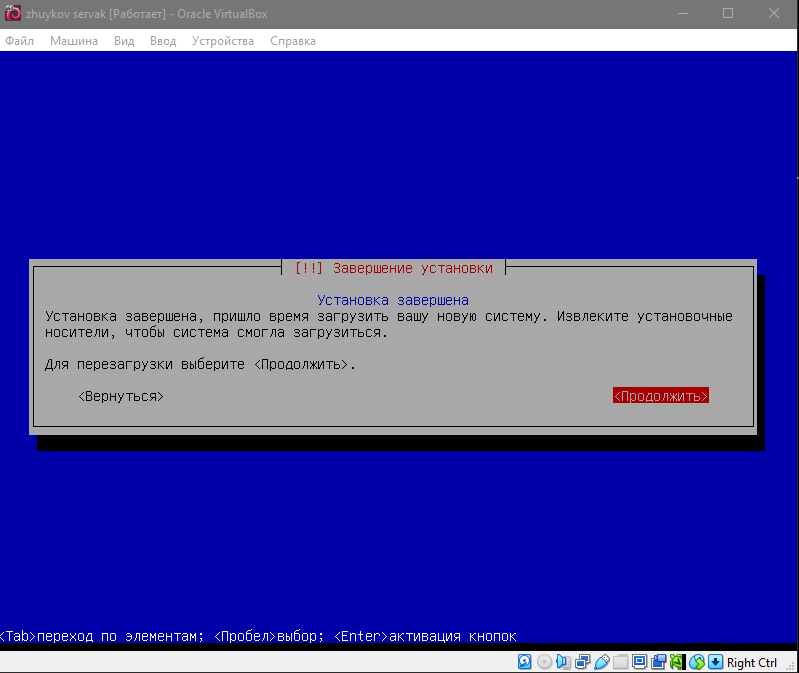 zhuykov servak [Работает] - Oracle VirtualBox
Файл Машина Вид Ввод Устройства Справка
[!!] Завершение установки
Установка завершена
Установка завершена, пришло время загрузить вашу новую систему. Извлеките установочные
носители, чтобы система смогла загрузиться.
Для перезагрузки выберите <Продолжить>.
<Вернуться> <Продолжить>
<Tab>переход по элементам; <Пробел>выбор; <Enter>активация кнопок
Right Ctrl